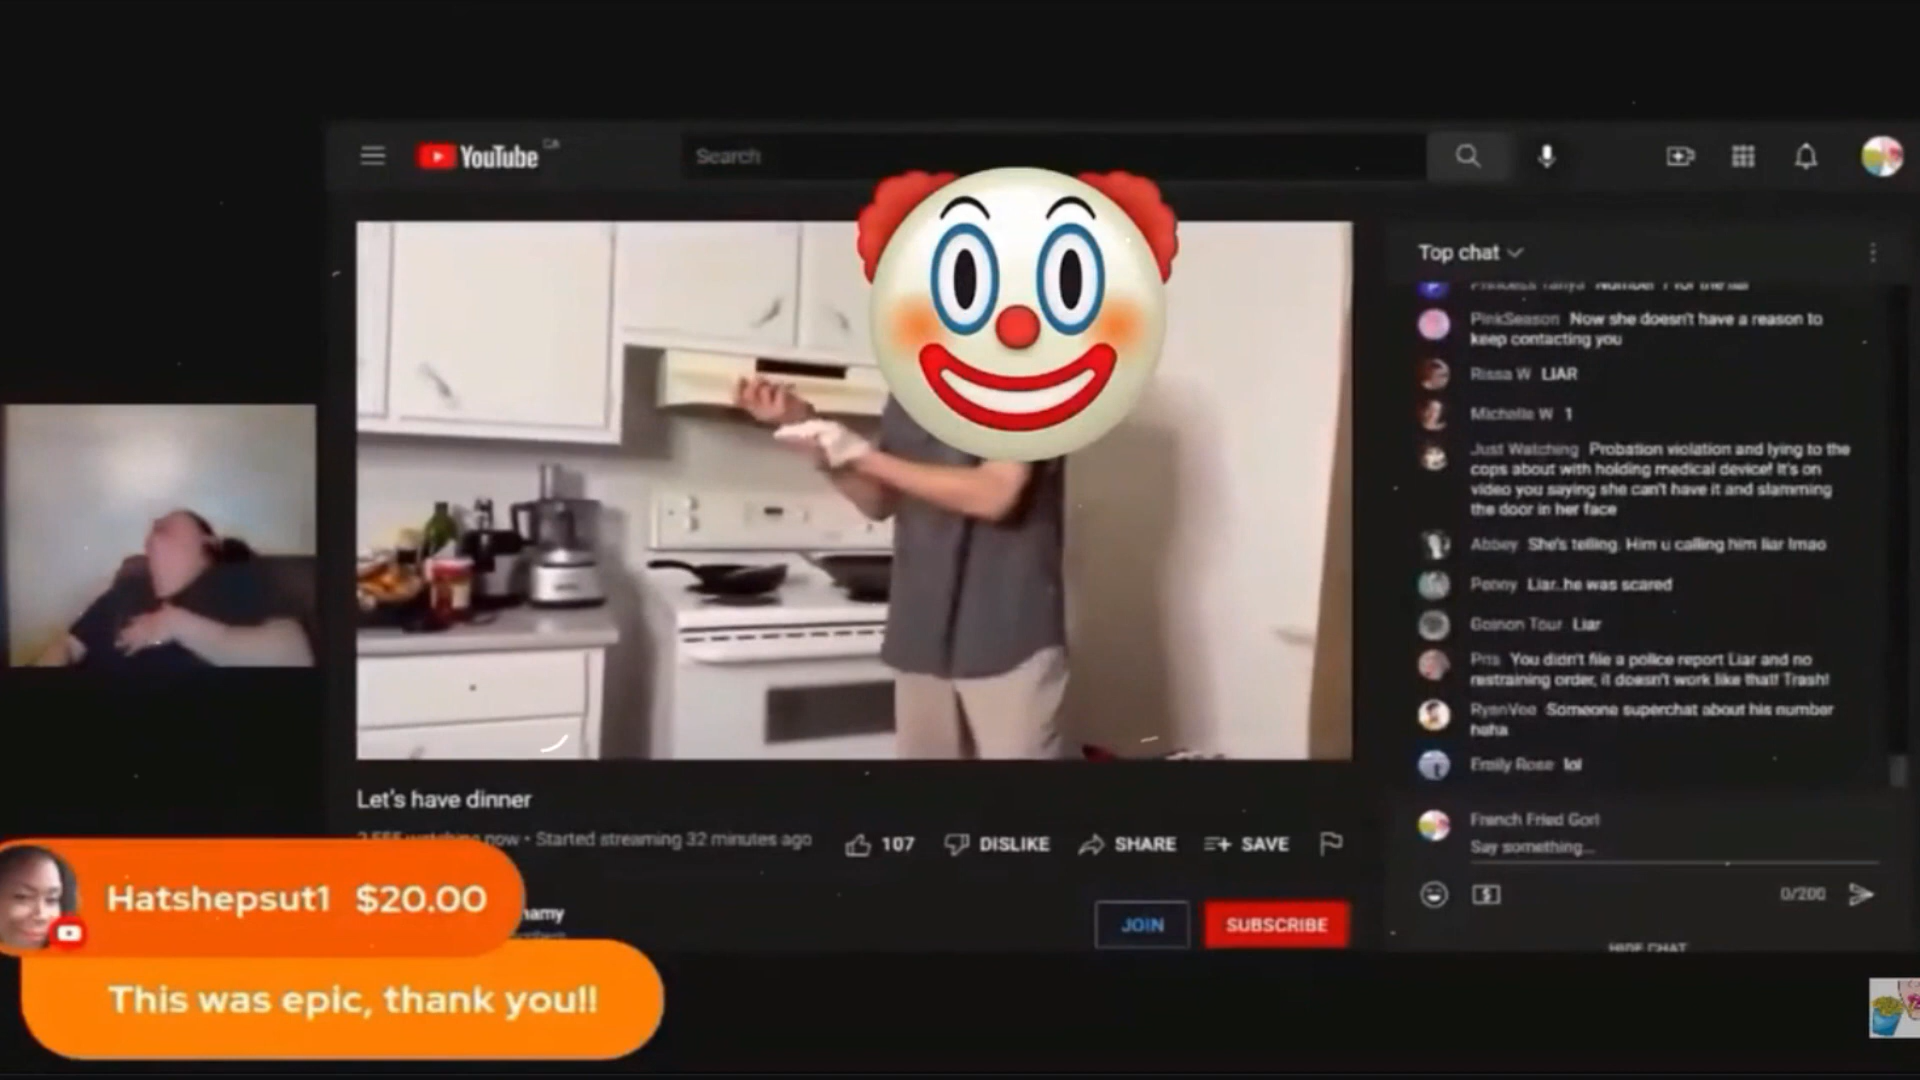 YouTube CA
Search
Top chat
PinkSeason Now she doesn't have a reason to
keep contacting you
Rissa W LIAR
Michelle W 1
Just Watching Probation violation and lying to the
cops about with holding medical device! It's on
video you saying she can't have it and slamming
the door in her face
Abbey She's telling. Him u calling him liar lmao
Penny Liar..he was scared
Goinon Tour Liar
Pris You didn't file a police report Liar and no
restraining order, it doesn't work like that! Trash!
RyanVee Someone superchat about his number
haha
Emily Rose lol
French Fried Gorl
Say something...
0/200
HIDE CHAT
Let's have dinner
watching now • Started streaming 32 minutes ago
107 DISLIKE SHARE SAVE
JOIN SUBSCRIBE
Hatshepsut1 $20.00
This was epic, thank you!!